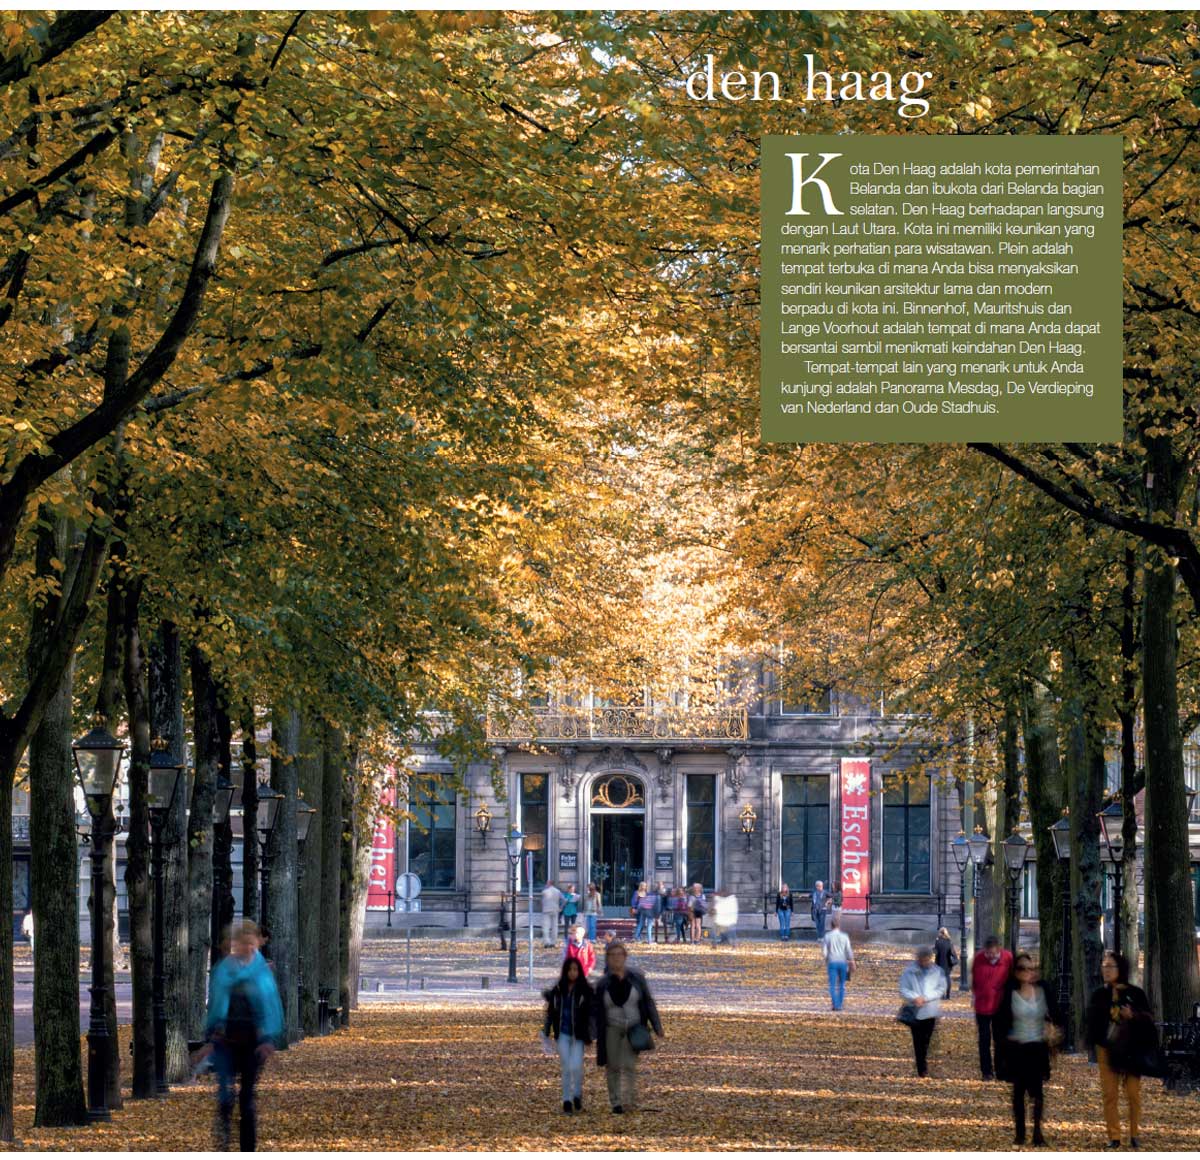 den haag
Kota Den Haag adalah kota pemerintahan
Belanda dan ibukota dari Belanda bagian
selatan. Den Haag berhadapan langsung
dengan Laut Utara. Kota ini memiliki keunikan yang
menarik perhatian para wisatawan. Plein adalah
tempat terbuka di mana Anda bisa menyaksikan
sendiri keunikan arsitektur lama dan modern
berpadu di kota ini. Binnenhof, Mauritshuis dan
Lange Voorhout adalah tempat di mana Anda dapat
bersantai sambil menikmati keindahan Den Haag.
Tempat-tempat lain yang menarik untuk Anda
kunjungi adalah Panorama Mesdag, De Verdieping
van Nederland dan Oude Stadhuis.
Escher
Escher